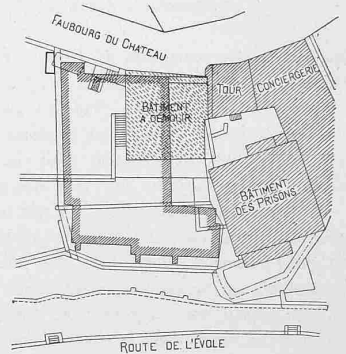 FAUBOURG DU CHATEAU
TOUR
CONCIERGERIE
BÂTIMENT
A DÉMOLIR
BÂTIMENT
DES PRISONS
ROUTE DE L'ÉVOLE